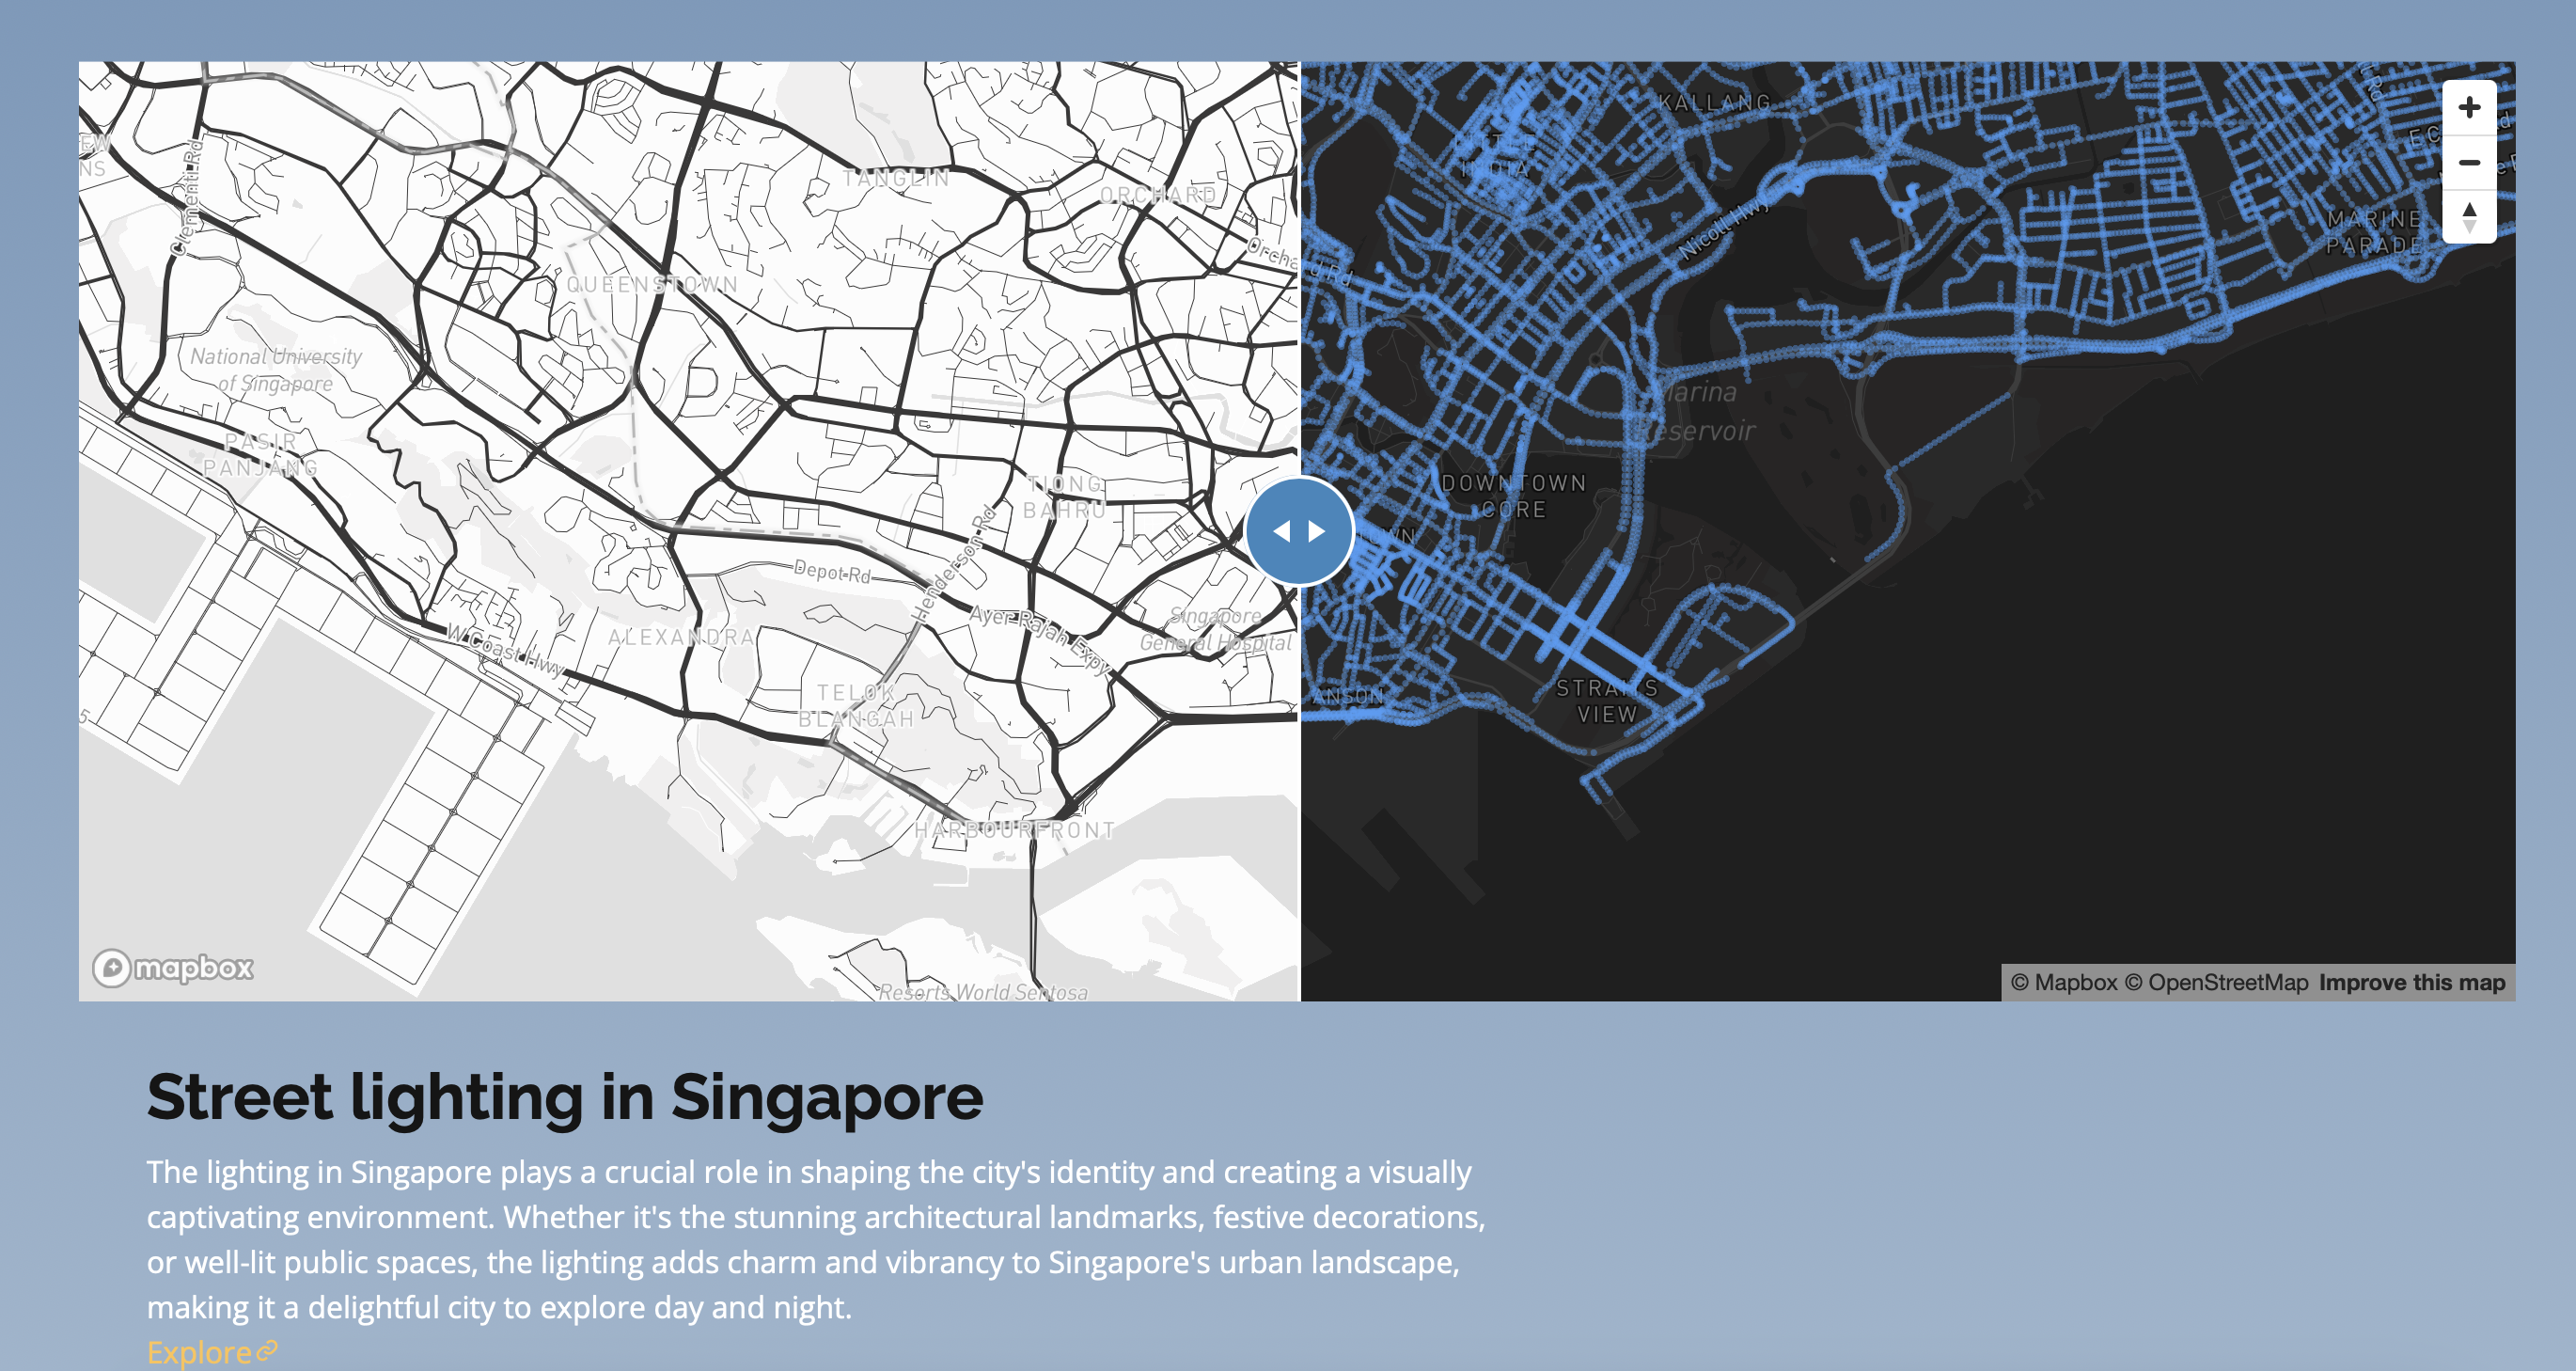 EW
NS
Clementi Rd
TANGLIN
ORCHARD
QUEENSTOWN
National University
of Singapore
PASIR
PANJANG
TIONG
BAHRU
Henderson Rd
Depot Rd
Ayer Rajah Expy
Singapore
General Hospital
W Coast Hwy
ALEXANDRA
TELOK
BLANGAH
5
HARBOURFRONT
Resorts World Sentosa
mapbox
KALLANG
LITTLE
INDIA
Nicoll Hwy
MARINE
PARADE
Marina
Reservoir
DOWNTOWN
CORE
OWN
ANSON
STRAITS
VIEW
© Mapbox © OpenStreetMap Improve this map
Street lighting in Singapore
The lighting in Singapore plays a crucial role in shaping the city's identity and creating a visually
captivating environment. Whether it's the stunning architectural landmarks, festive decorations,
or well-lit public spaces, the lighting adds charm and vibrancy to Singapore's urban landscape,
making it a delightful city to explore day and night.
Explore